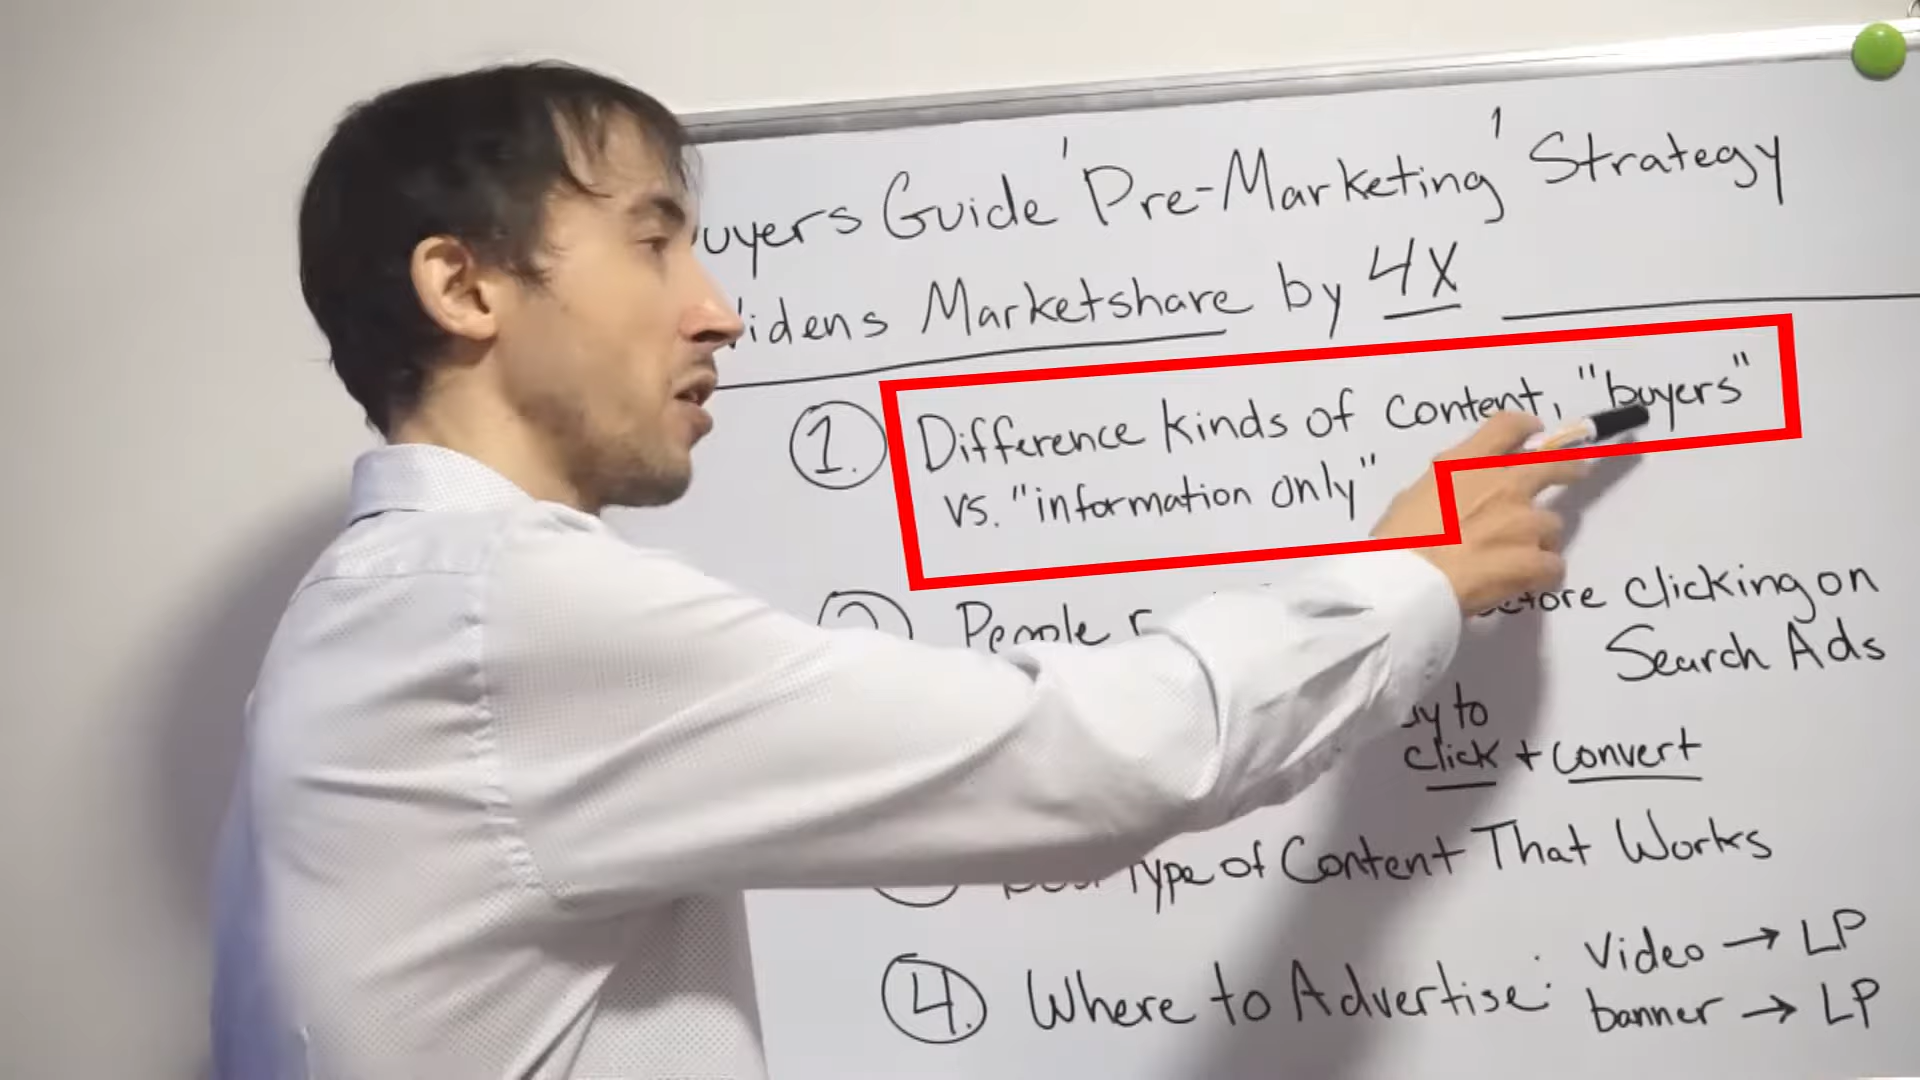 uyers Guide 'Pre-Marketing' Strategy
idens Marketshare by 4X
1. Difference Kinds of Content, "buyers"
vs. "information only"
People clicking on
Search Ads
to
click + convert
Type of Content That Works
4. Where to Advertise: Video → LP
banner → LP